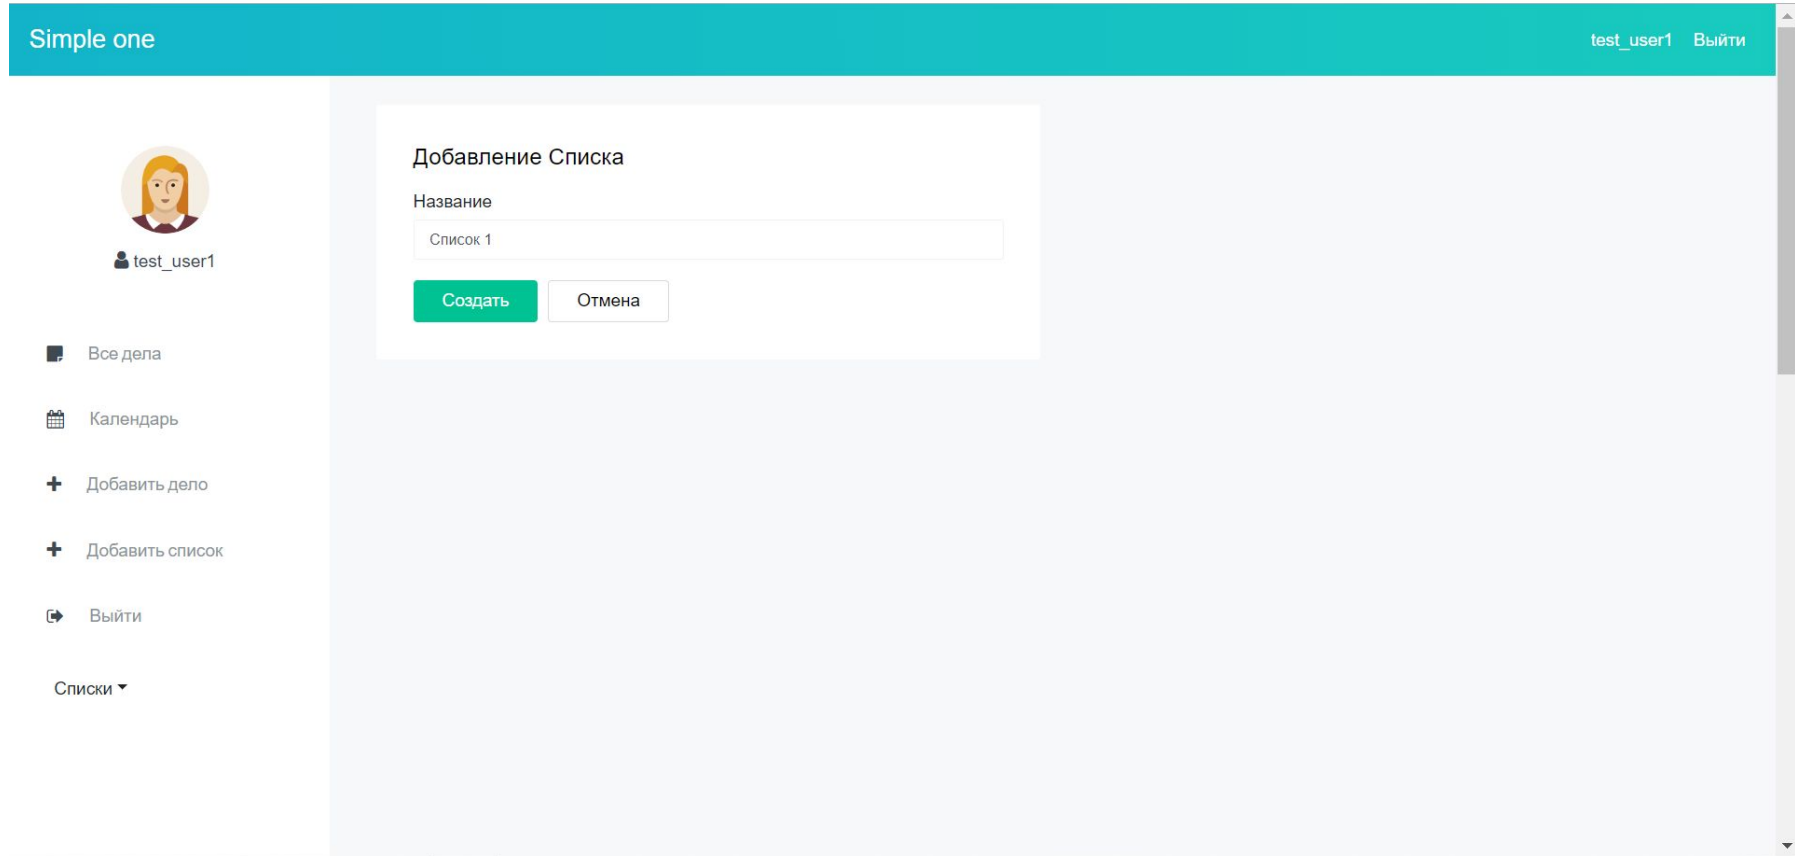 Simple one
test_user1 Выйти
test_user1
Все дела
Календарь
Добавить дело
Добавить список
Выйти
Списки
Добавление Списка
Название
Список 1
Создать Отмена